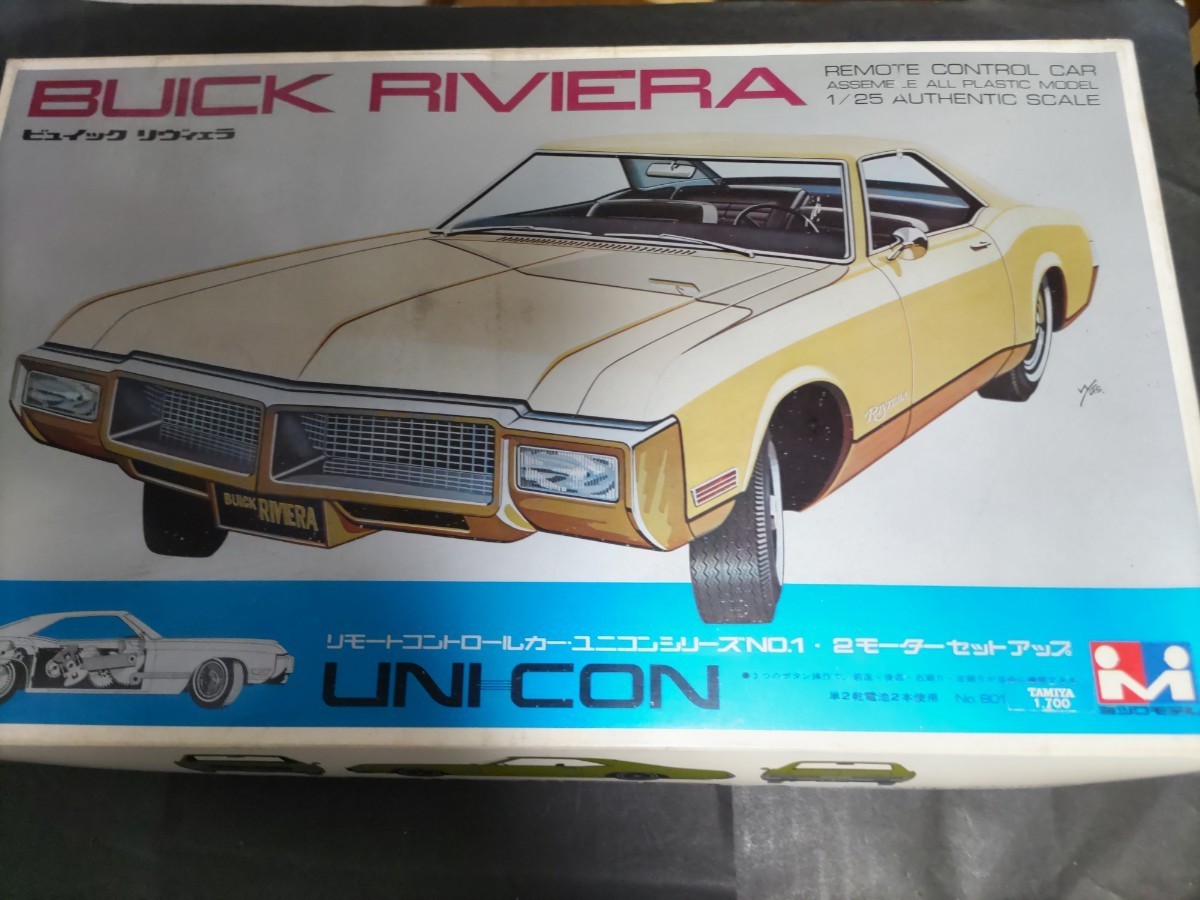 BUICK RIVIERA
ビュイック リヴィエラ
REMOTE CONTROL CAR
ASSEMB LE ALL PLASTIC MODEL
1/25 AUTHENTIC SCALE
Riviera
BUICK RIVIERA
リモートコントロールカー・ユニコンシリーズNO.1・2モーターセットアップ
UNI-CON
単2乾電池2本使用 No. 801
TAMIYA
1,700